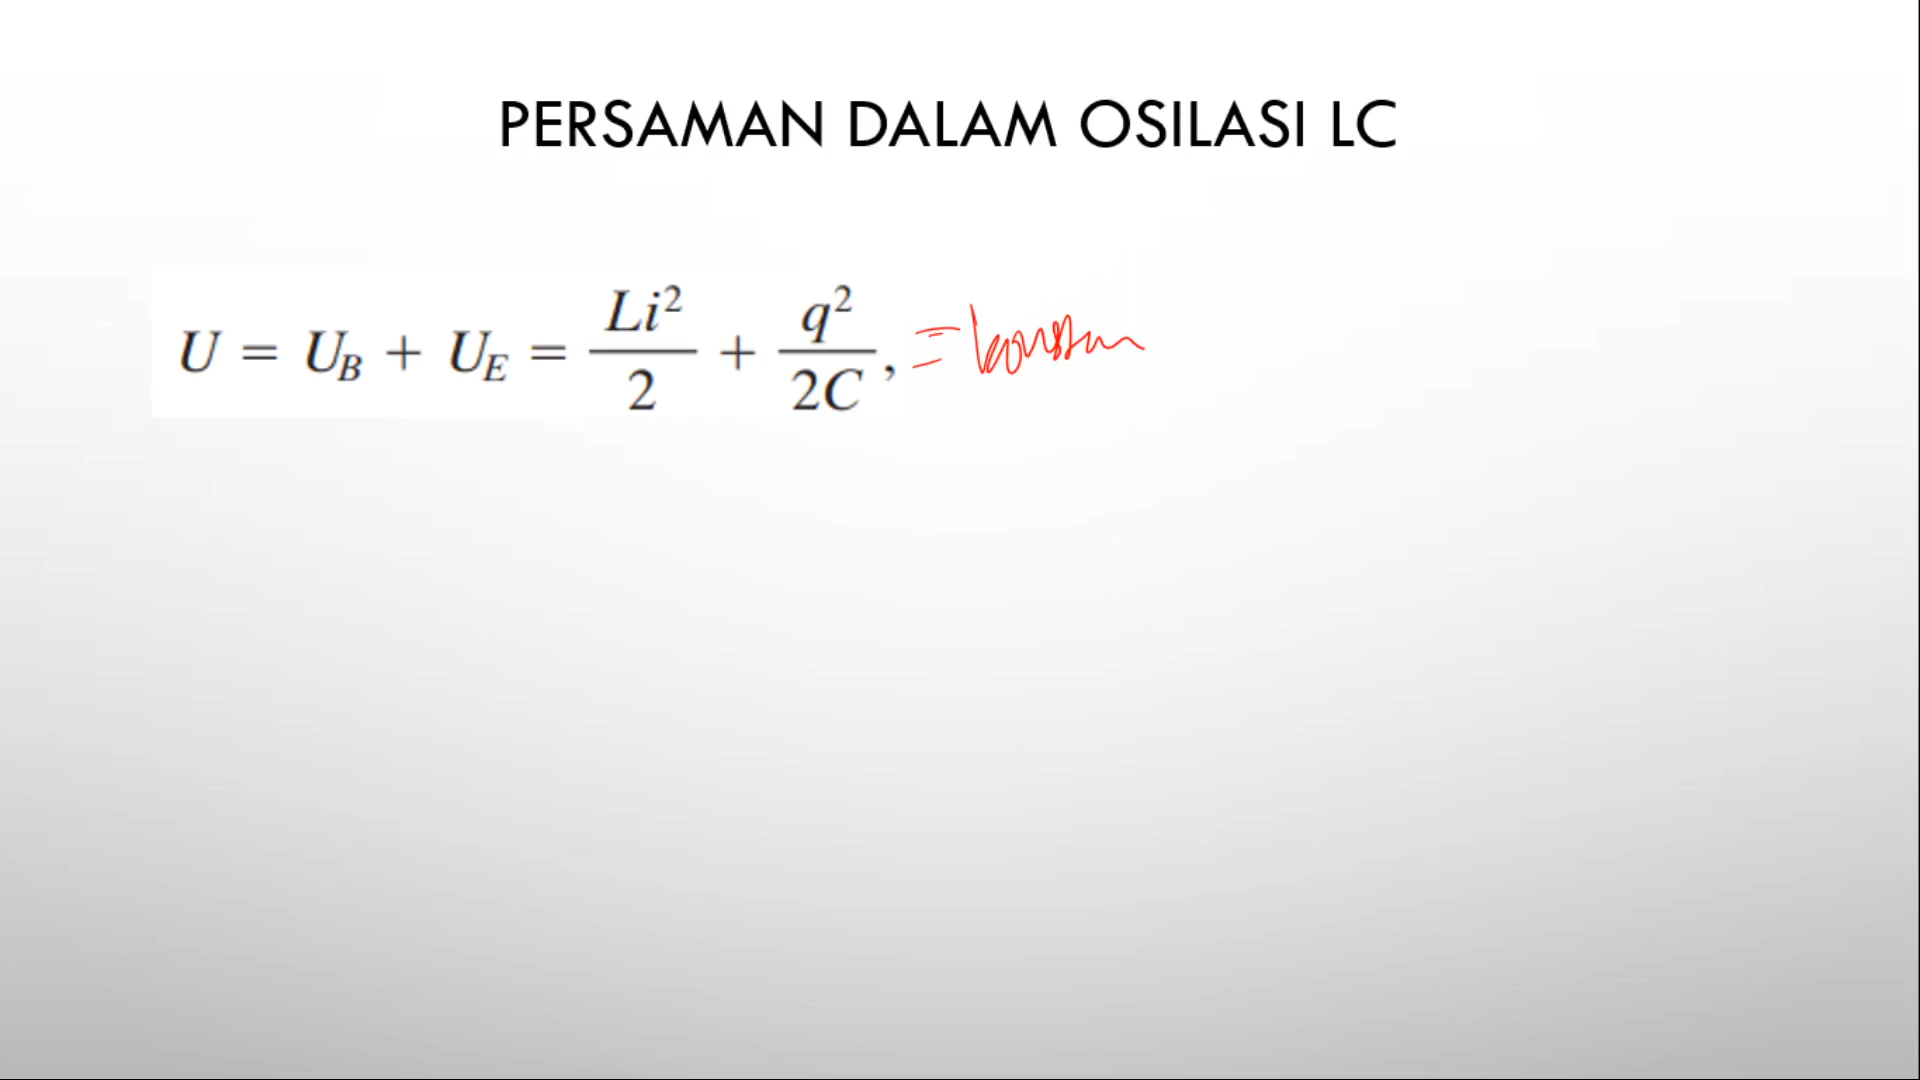 PERSAMAN DALAM OSILASI LC
U = U_B + U_E = Li²/2 + q²/2C, = konstan